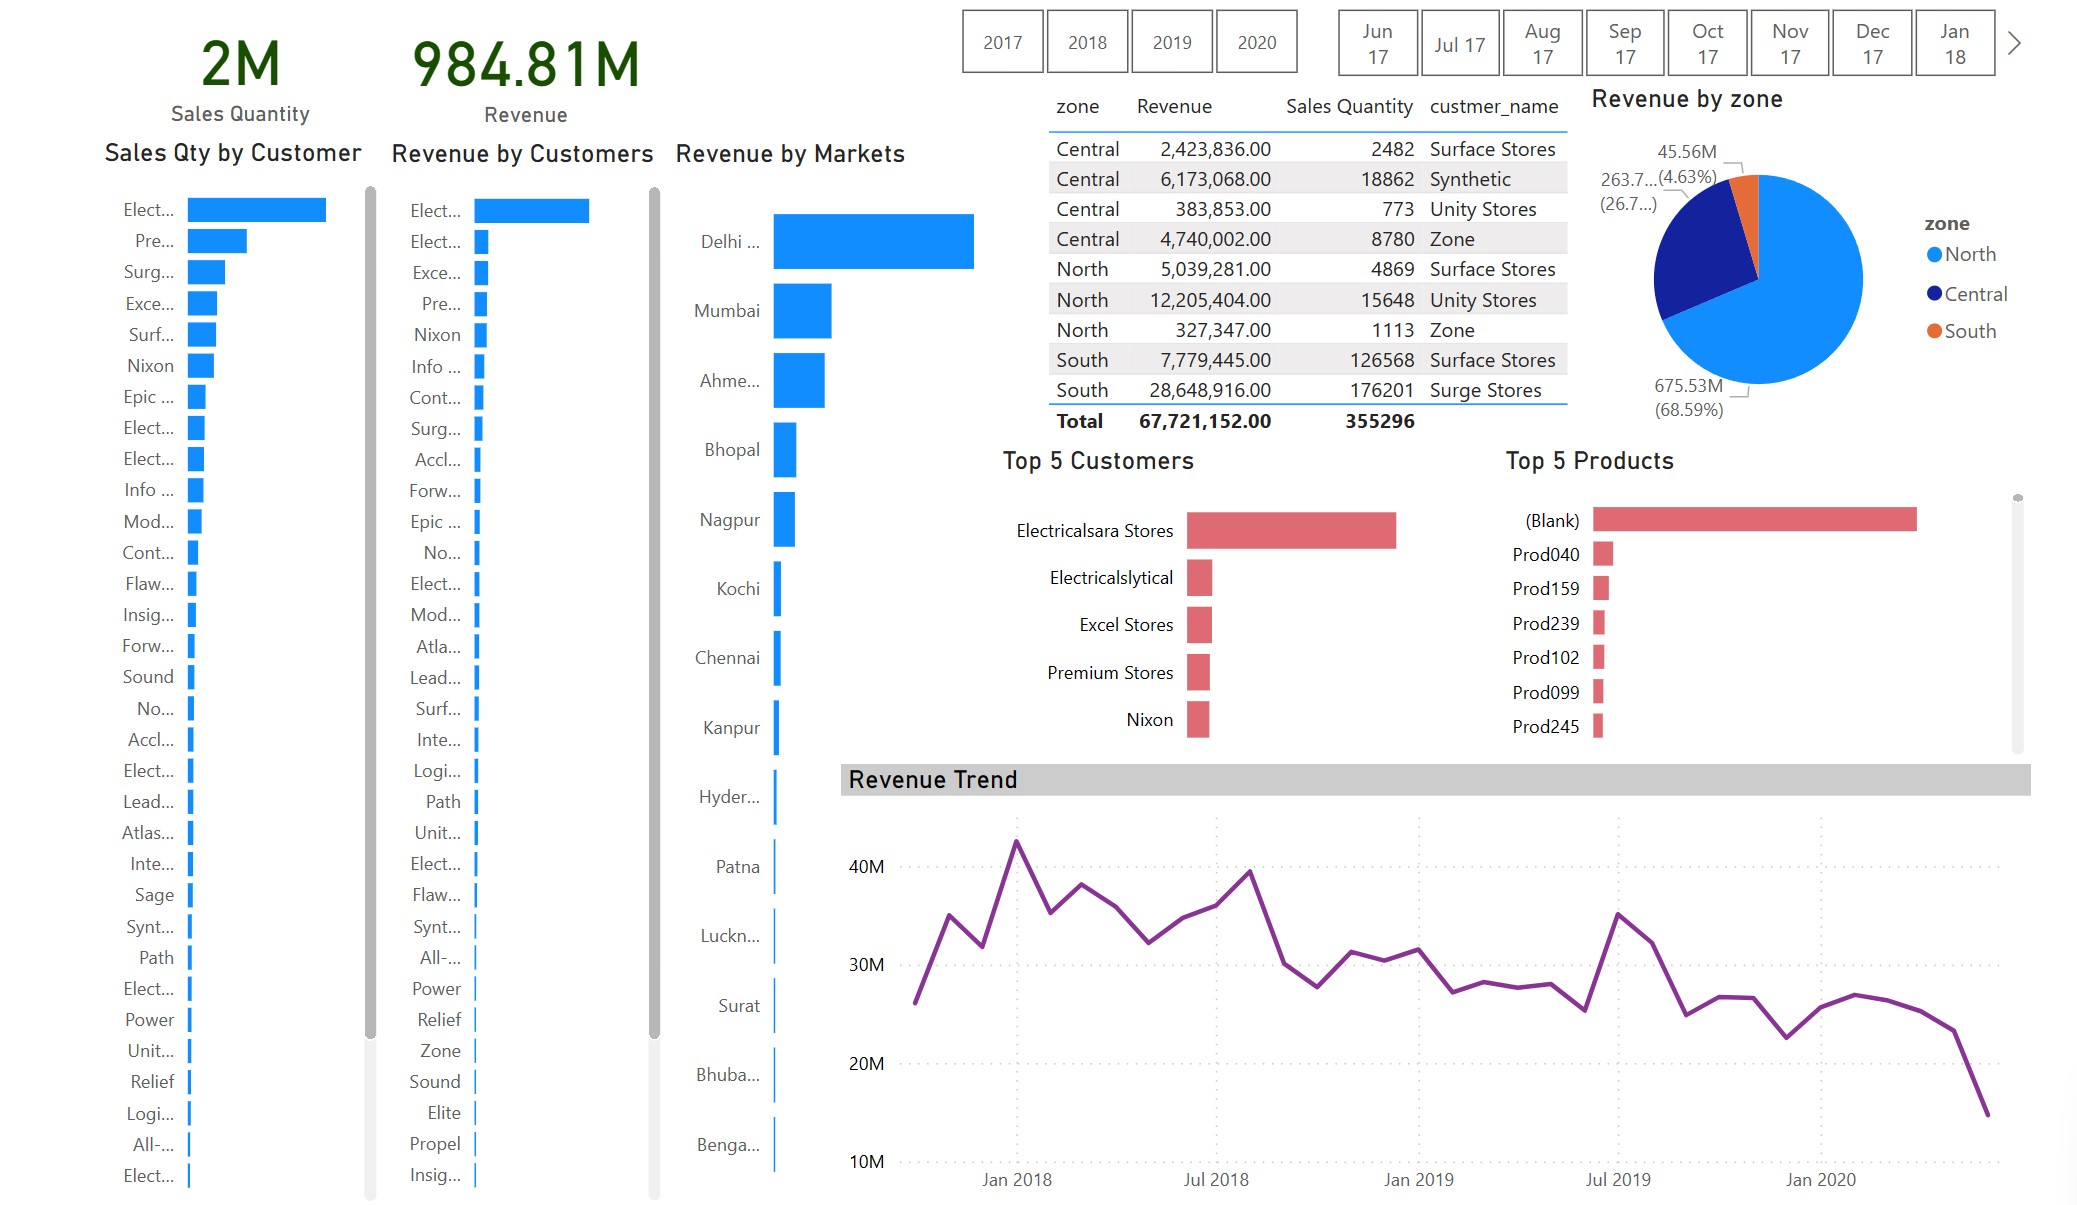 2M
Sales Quantity
984.81M
Revenue
2017
2018
2019
2020
Jun
17
Jul 17
Aug
17
Sep
17
Oct
17
Nov
17
Dec
17
Jan
18
Sales Qty by Customer
Elect...
Pre...
Surg...
Exce...
Surf...
Nixon
Epic ...
Elect...
Elect...
Info ...
Mod...
Cont...
Flaw...
Insig...
Forw...
Sound
No...
Accl...
Elect...
Lead...
Atlas...
Inte...
Sage
Synt...
Path
Elect...
Power
Unit...
Relief
Logi...
All-...
Elect...
Revenue by Customers
Elect...
Elect...
Exce...
Pre...
Nixon
Info ...
Cont...
Surg...
Accl...
Forw...
Epic ...
No...
Elect...
Mod...
Atla...
Lead...
Surf...
Inte...
Logi...
Path
Unit...
Elect...
Flaw...
Synt...
All-...
Power
Relief
Zone
Sound
Elite
Propel
Insig...
Revenue by Markets
Delhi ...
Mumbai
Ahme...
Bhopal
Nagpur
Kochi
Chennai
Kanpur
Hyder...
Patna
Luckn...
Surat
Bhuba...
Benga...
zone Revenue Sales Quantity custmer_name
Central 2,423,836.00 2482 Surface Stores
Central 6,173,068.00 18862 Synthetic
Central 383,853.00 773 Unity Stores
Central 4,740,002.00 8780 Zone
North 5,039,281.00 4869 Surface Stores
North 12,205,404.00 15648 Unity Stores
North 327,347.00 1113 Zone
South 7,779,445.00 126568 Surface Stores
South 28,648,916.00 176201 Surge Stores
Total 67,721,152.00 355296
Revenue by zone
45.56M
(4.63%)
263.7...
(26.7...)
675.53M
(68.59%)
zone
North
Central
South
Top 5 Customers
Electricalsara Stores
Electricalslytical
Excel Stores
Premium Stores
Nixon
Top 5 Products
(Blank)
Prod040
Prod159
Prod239
Prod102
Prod099
Prod245
Revenue Trend
40M
30M
20M
10M
Jan 2018
Jul 2018
Jan 2019
Jul 2019
Jan 2020